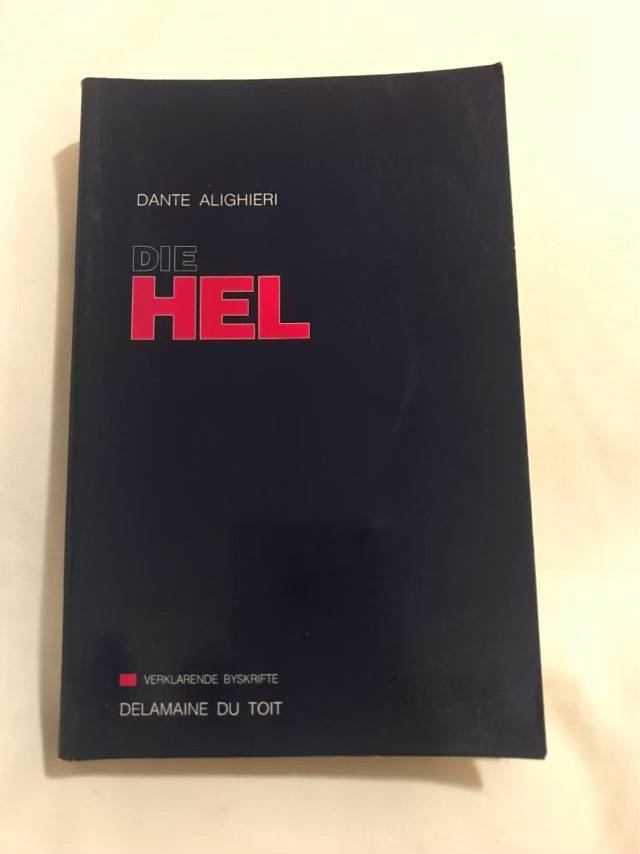 DANTE ALIGHIERI
DIE
HEL
VERKLARENDE BYSKRIFTE
DELAMAINE DU TOIT